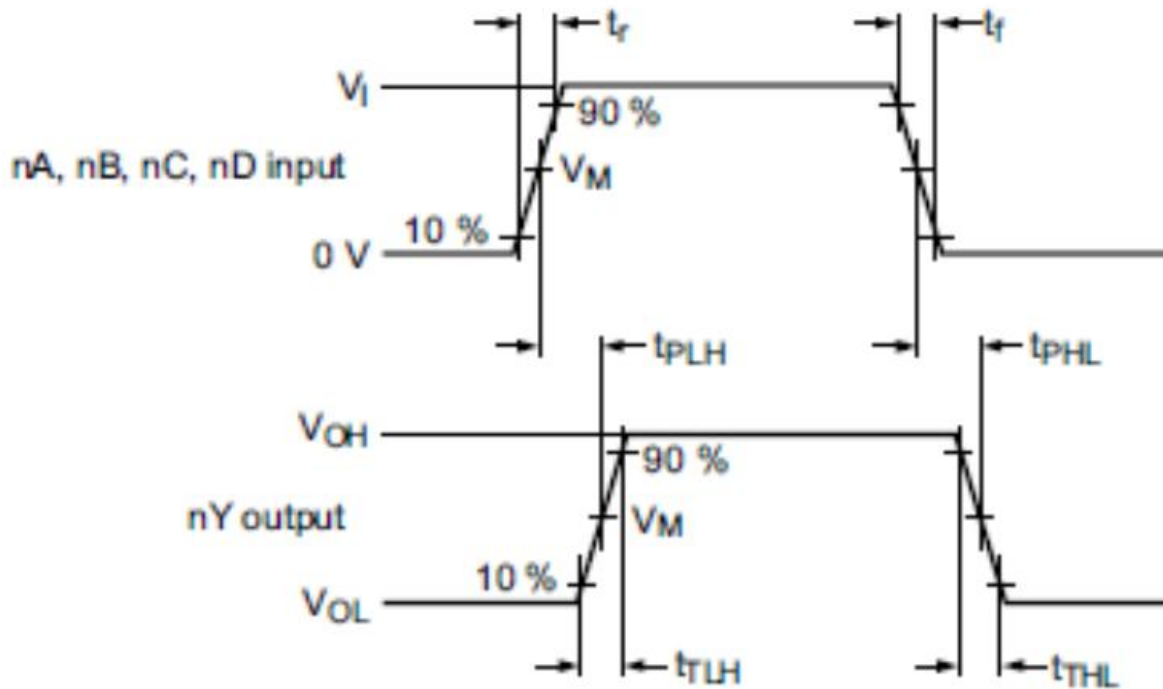 tr
tf
VI
90 %
nA, nB, nC, nD input
VM
10 %
0 V
tPLH
tPHL
VOH
90 %
nY output
VM
10 %
VOL
tTLH
tTHL